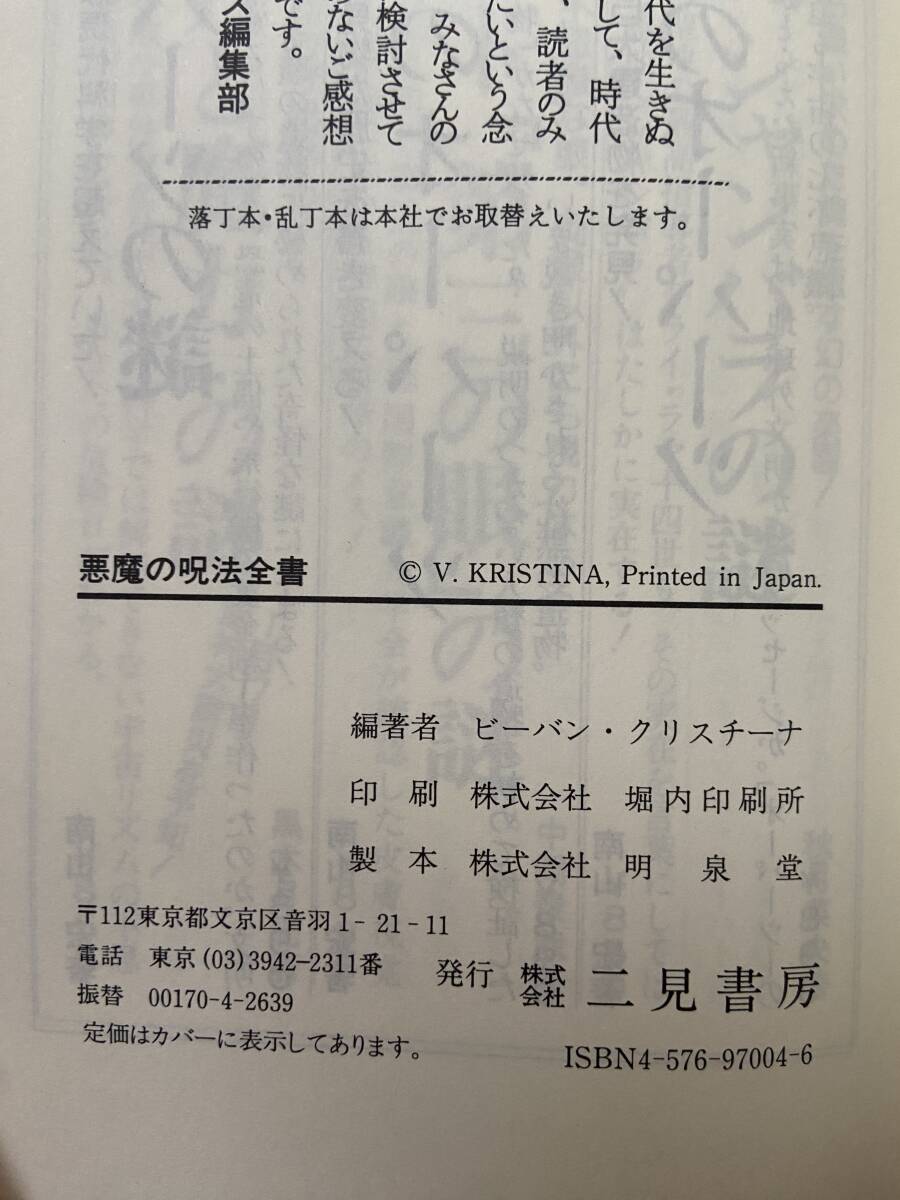 代を生きぬ
して、時代
、読者のみ
たいという念
みなさんの
検討させて
ないご感想
です。
ス編集部
落丁本・乱丁本は本社でお取替えいたします。
悪魔の呪法全書 © V. KRISTINA, Printed in Japan.
編著者 ビーバン・クリスチーナ
印刷 株式会社 堀内印刷所
製本 株式会社 明泉堂
〒112東京都文京区音羽1-21-11
電話 東京(03)3942-2311番
振替 00170-4-2639
発行 株式会社 二見書房
定価はカバーに表示してあります。
ISBN4-576-97004-6